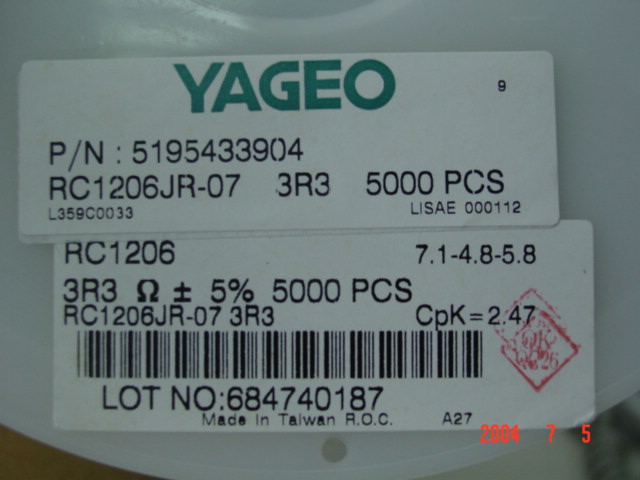 YAGEO 9
P/N : 5195433904
RC1206JR-07 3R3 5000 PCS
L359C0033 LISAE 000112
RC1206 7.1-4.8-5.8
3R3 Ω ± 5% 5000 PCS
RC1206JR-07 3R3 CpK=2.47
LOT NO:684740187
Made In Taiwan R.O.C. A27
2004 7 5